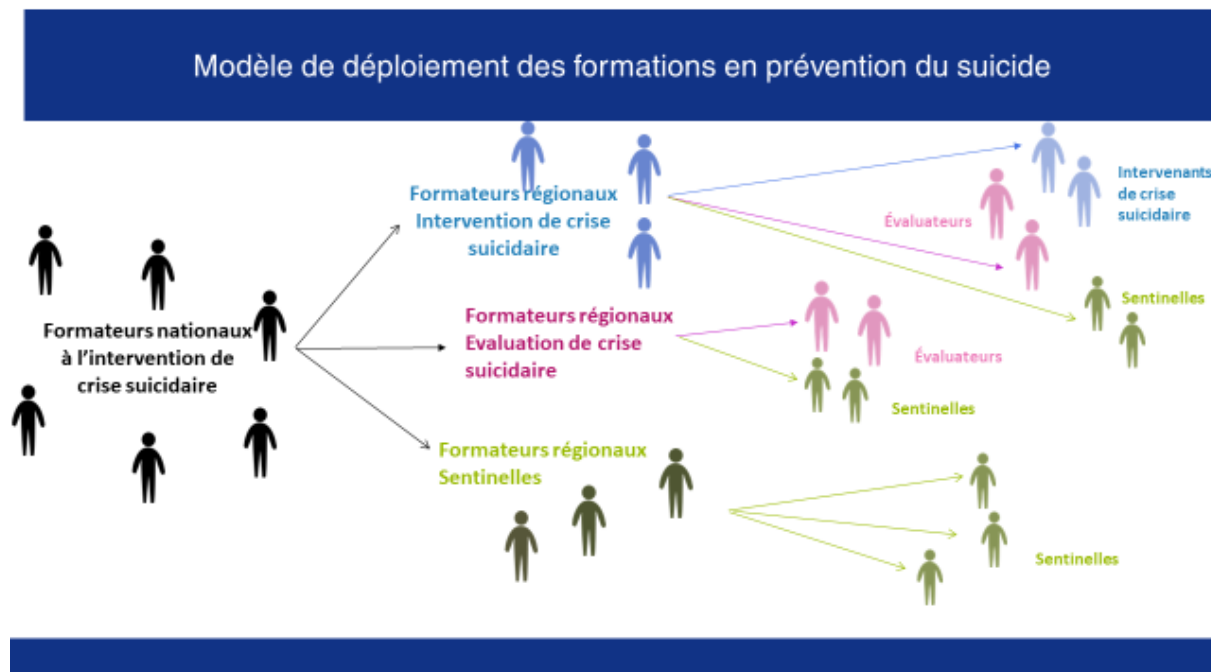 Modèle de déploiement des formations en prévention du suicide
Formateurs nationaux
à l'intervention de
crise suicidaire
Formateurs régionaux
Intervention de crise
suicidaire
Formateurs régionaux
Evaluation de crise
suicidaire
Formateurs régionaux
Sentinelles
Intervenants
de crise
suicidaire
Évaluateurs
Sentinelles
Évaluateurs
Sentinelles
Sentinelles